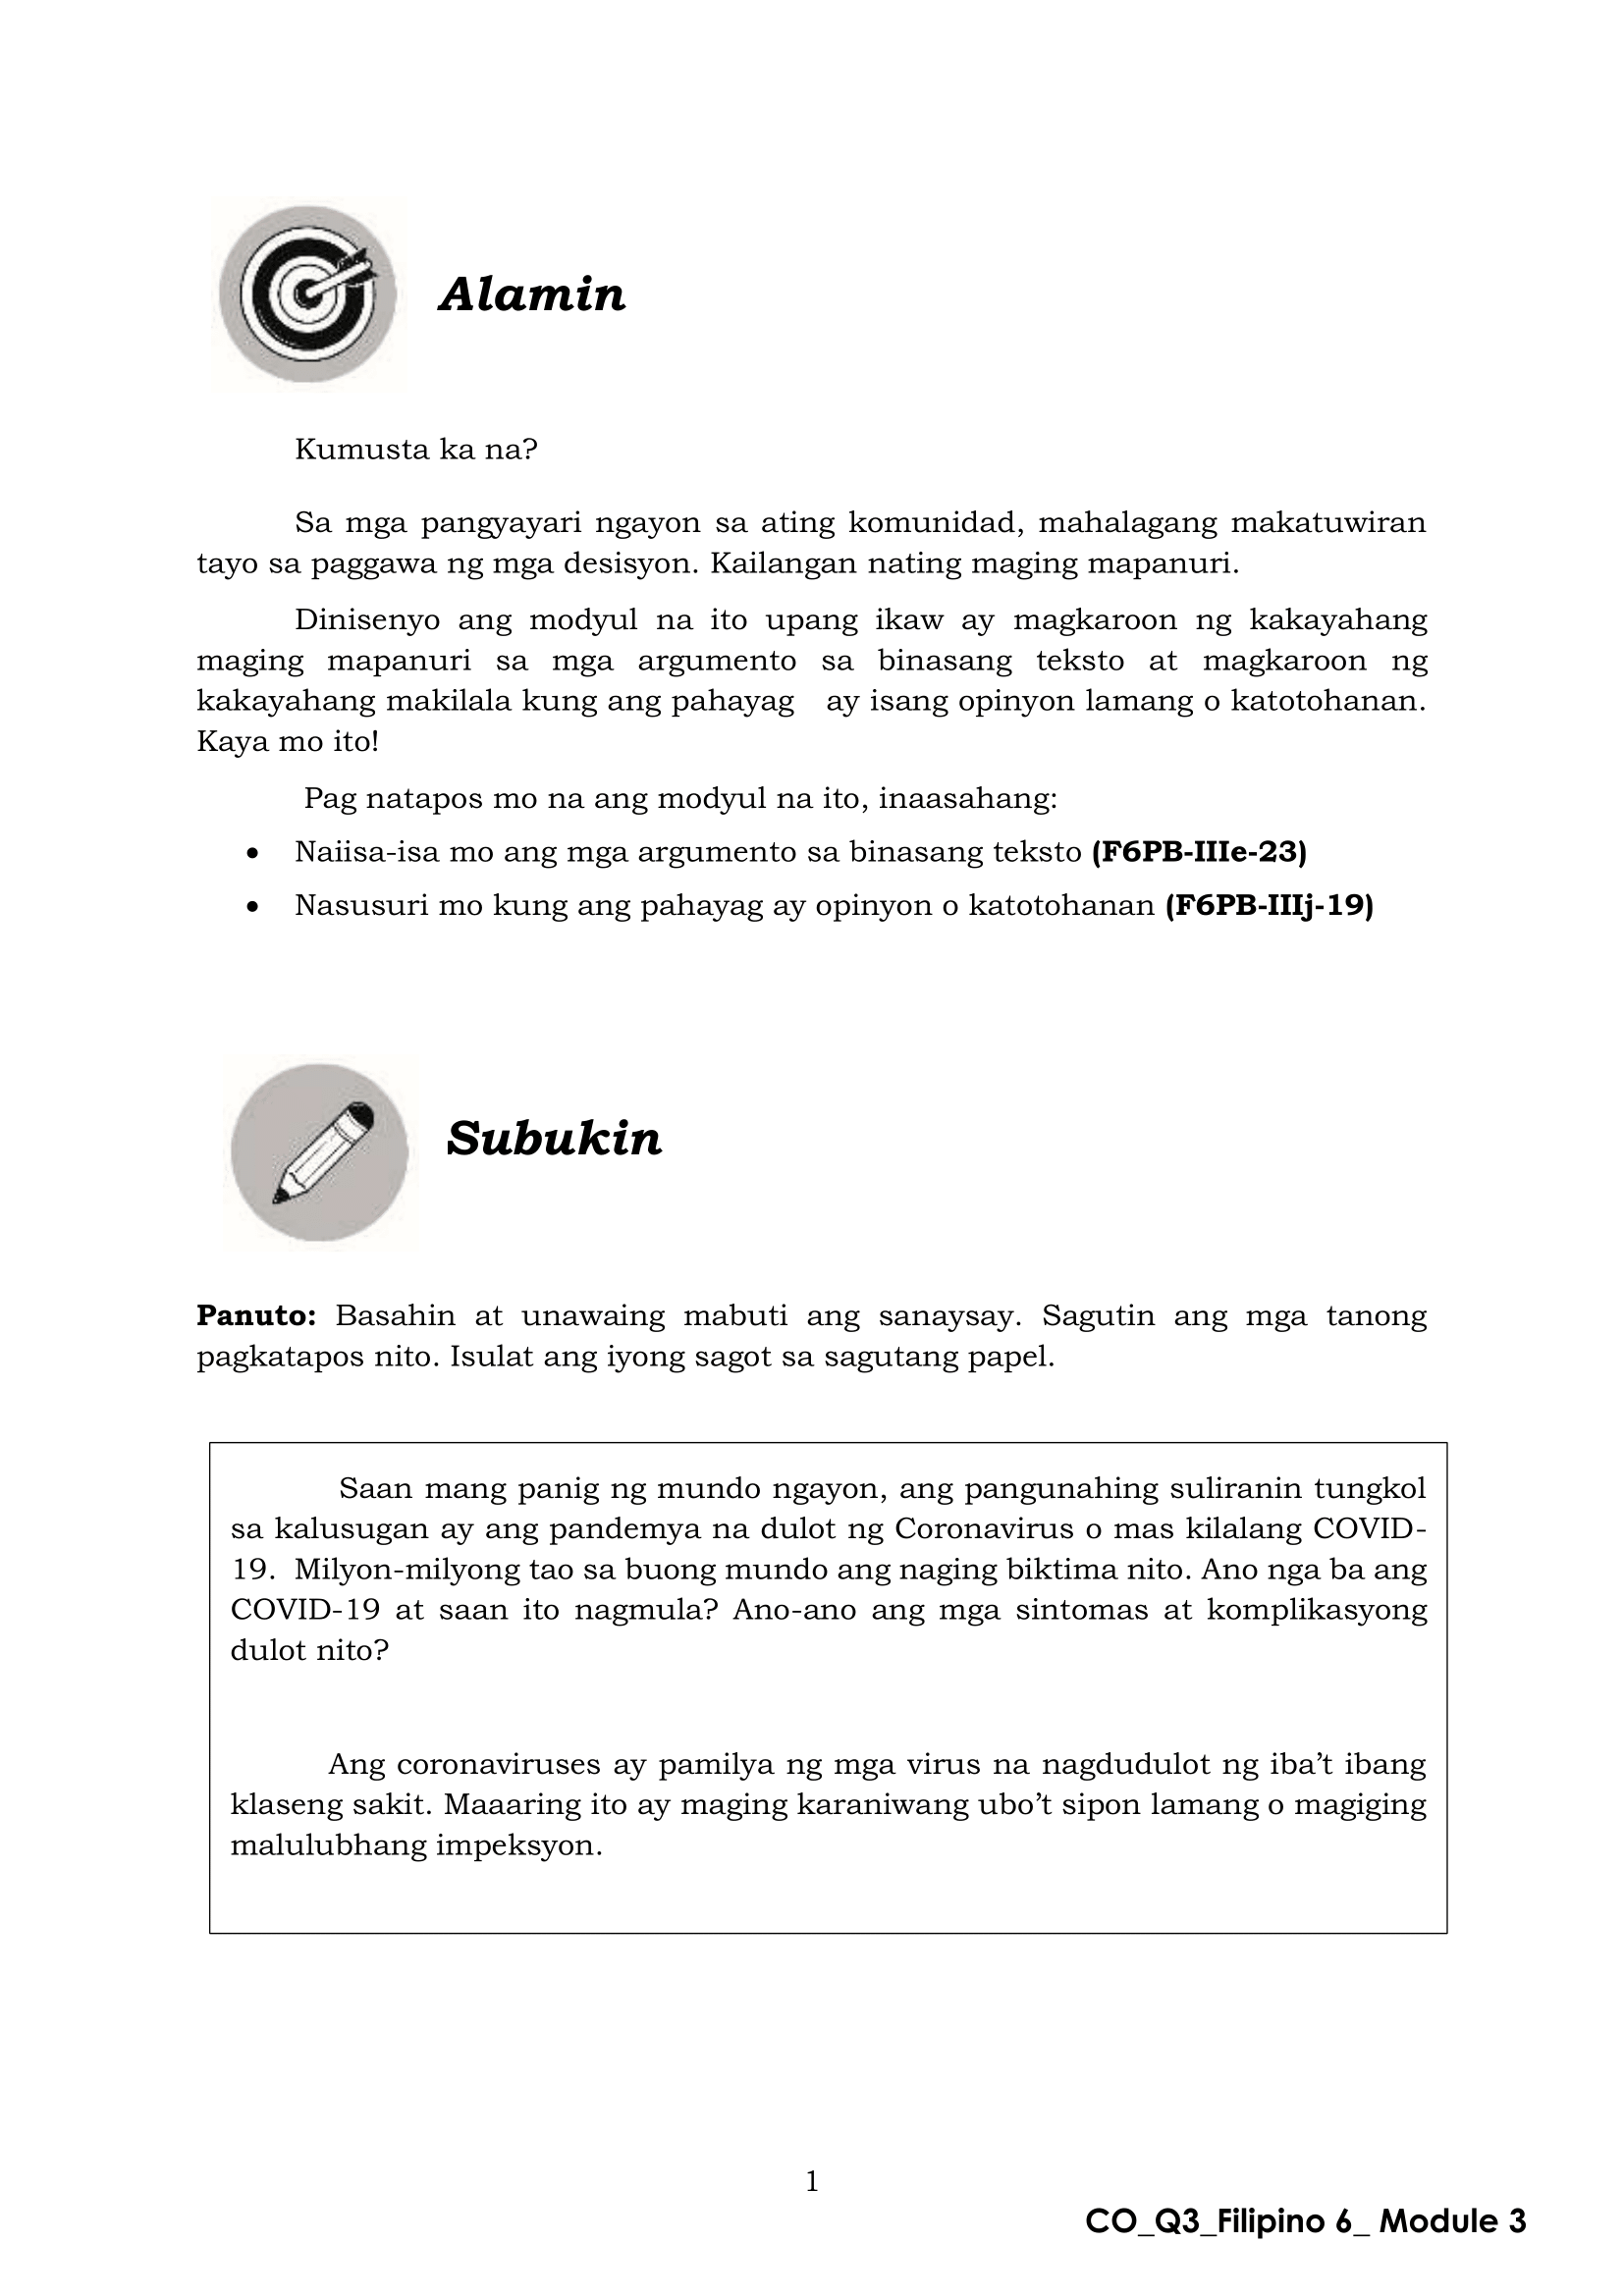 Alamin
Kumusta ka na?
Sa mga pangyayari ngayon sa ating komunidad, mahalagang makatuwiran
tayo sa paggawa ng mga desisyon. Kailangan nating maging mapanuri.
Dinisenyo ang modyul na ito upang ikaw ay magkaroon ng kakayahang
maging mapanuri sa mga argumento sa binasang teksto at magkaroon ng
kakayahang makilala kung ang pahayag ay isang opinyon lamang o katotohanan.
Kaya mo ito!
Pag natapos mo na ang modyul na ito, inaasahang:
• Naiisa-isa mo ang mga argumento sa binasang teksto (F6PB-IIIe-23)
• Nasusuri mo kung ang pahayag ay opinyon o katotohanan (F6PB-IIIj-19)
Subukin
Panuto: Basahin at unawaing mabuti ang sanaysay. Sagutin ang mga tanong
pagkatapos nito. Isulat ang iyong sagot sa sagutang papel.
Saan mang panig ng mundo ngayon, ang pangunahing suliranin tungkol
sa kalusugan ay ang pandemya na dulot ng Coronavirus o mas kilalang COVID-
19. Milyon-milyong tao sa buong mundo ang naging biktima nito. Ano nga ba ang
COVID-19 at saan ito nagmula? Ano-ano ang mga sintomas at komplikasyong
dulot nito?
Ang coronaviruses ay pamilya ng mga virus na nagdudulot ng iba’t ibang
klaseng sakit. Maaaring ito ay maging karaniwang ubo’t sipon lamang o magiging
malulubhang impeksyon.
1
CO_Q3_Filipino 6_ Module 3